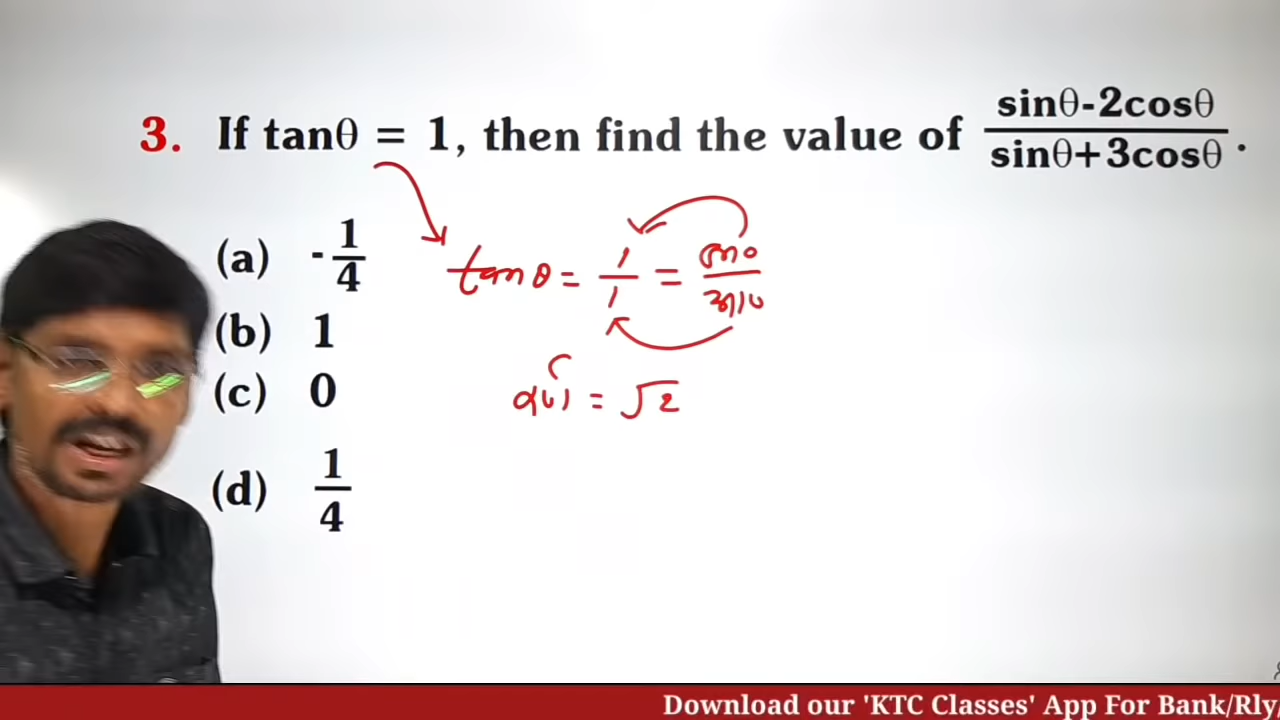 3. If tanθ = 1, then find the value of sinθ-2cosθ / sinθ+3cosθ .
(a) -1/4
(b) 1
(c) 0
(d) 1/4
tan θ = 1/1 =
= √2
Download our 'KTC Classes' App For Bank/Rly